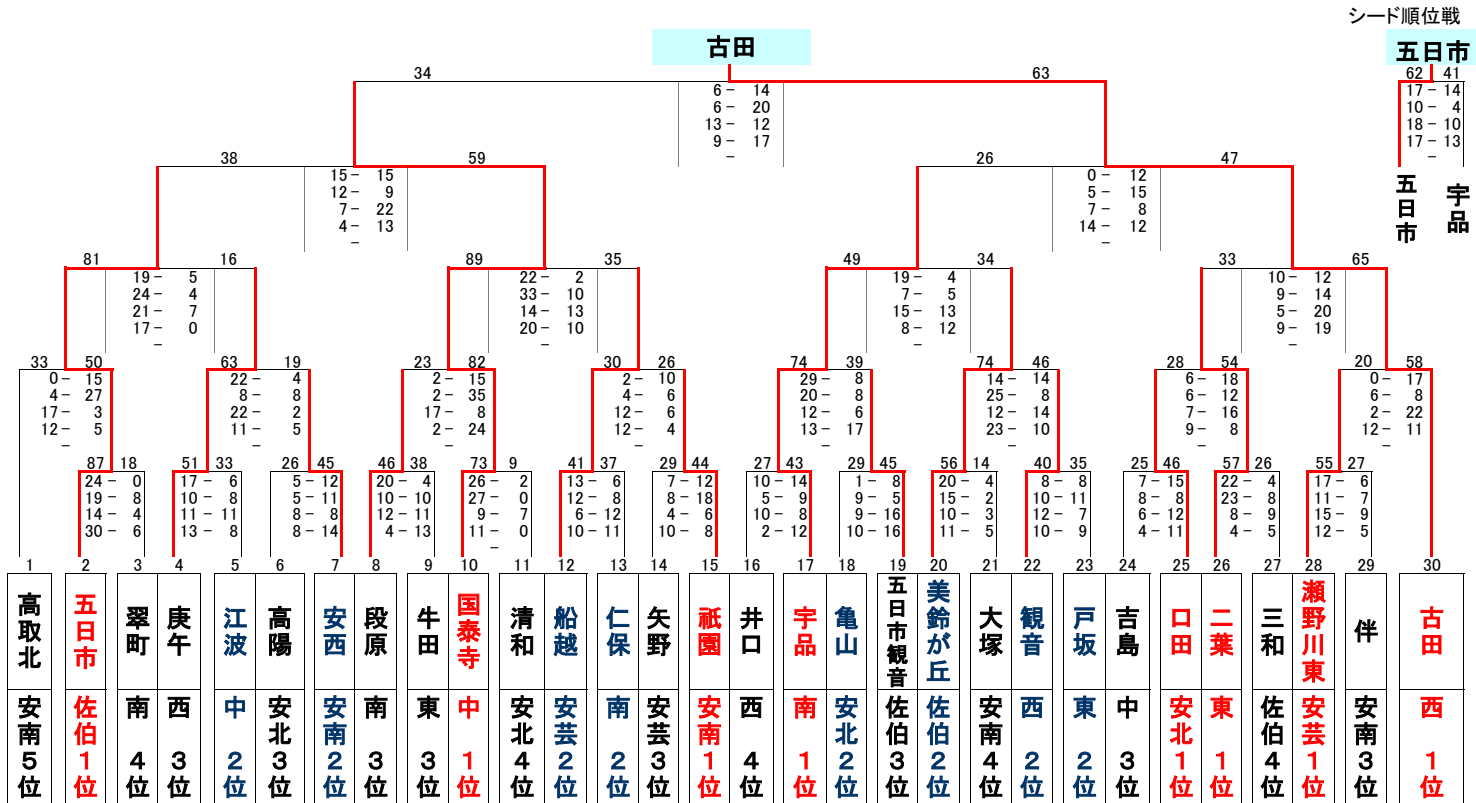 シード順位戦
古田
五日市
34 63
62 41
6 - 14
6 - 20
13 - 12
9 - 17
-
17 - 14
10 - 4
18 - 10
17 - 13
-
五日市
宇品
38 59
26 47
15 - 15
12 - 9
7 - 22
4 - 13
-
0 - 12
5 - 15
7 - 8
14 - 12
-
81 16
89 35
49 34
33 65
19 - 5
24 - 4
21 - 7
17 - 0
-
22 - 2
33 - 10
14 - 13
20 - 10
-
19 - 4
7 - 5
15 - 13
8 - 12
-
10 - 12
9 - 14
5 - 20
9 - 19
-
33 50
63 19
23 82
30 26
74 39
74 46
28 54
20 58
0 - 15
4 - 27
17 - 3
12 - 5
-
22 - 4
8 - 8
22 - 2
11 - 5
-
2 - 15
2 - 35
17 - 8
2 - 24
-
2 - 10
4 - 6
12 - 6
12 - 4
-
29 - 8
20 - 8
12 - 6
13 - 17
-
14 - 14
25 - 8
12 - 14
23 - 10
-
6 - 18
6 - 12
7 - 16
9 - 8
-
0 - 17
6 - 8
2 - 22
12 - 11
-
87 18
51 33
26 45
46 38
73 9
41 37
29 44
27 43
29 45
56 14
40 35
25 46
57 26
55 27
24 - 0
19 - 8
14 - 4
30 - 6
17 - 6
10 - 8
11 - 11
13 - 8
5 - 12
5 - 11
8 - 8
8 - 14
20 - 4
10 - 10
12 - 11
4 - 13
26 - 2
27 - 0
9 - 7
11 - 0
-
13 - 6
12 - 8
6 - 12
10 - 11
7 - 12
8 - 18
4 - 6
10 - 8
10 - 14
5 - 9
10 - 8
2 - 12
1 - 8
9 - 5
9 - 16
10 - 16
20 - 4
15 - 2
10 - 3
11 - 5
8 - 8
10 - 11
12 - 7
10 - 9
7 - 15
8 - 8
6 - 12
4 - 11
22 - 4
23 - 8
8 - 9
4 - 5
17 - 6
11 - 7
15 - 9
12 - 5
1 2 3 4 5 6 7 8 9 10 11 12 13 14 15 16 17 18 19 20 21 22 23 24 25 26 27 28 29 30
高取北
五日市
翠町
庚午
江波
高陽
安西
段原
牛田
国泰寺
清和
船越
仁保
矢野
祇園
井口
宇品
亀山
五日市観音
美鈴が丘
大塚
観音
戸坂
吉島
口田
二葉
三和
瀬野川東
伴
古田
安南５位
佐伯１位
南 ４位
西 ３位
中 ２位
安北３位
安南２位
南 ３位
東 ３位
中 １位
安北４位
安芸２位
南 ２位
安芸３位
安南１位
西 ４位
南 １位
安北２位
佐伯３位
佐伯２位
安南４位
西 ２位
東 ２位
中 ３位
安北１位
東 １位
佐伯４位
安芸１位
安南３位
西 １位